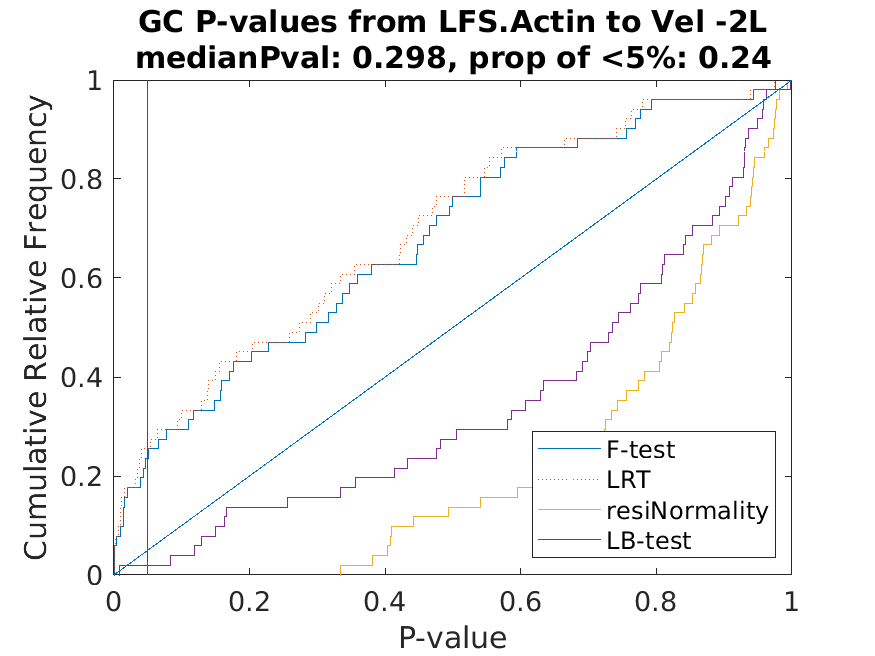 GC P-values from LFS.Actin to Vel -2L
medianPval: 0.298, prop of <5%: 0.24
Cumulative Relative Frequency
1
0.8
0.6
0.4
0.2
0
0
0.2
0.4
0.6
0.8
1
P-value
F-test
LRT
resiNormality
LB-test